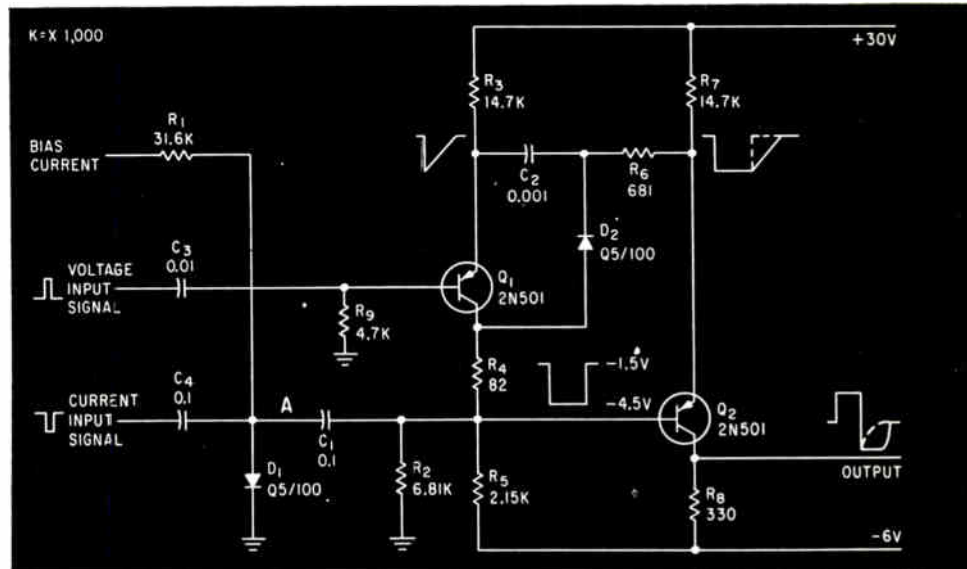 K=X 1,000
+30V
R3
14.7K
R7
14.7K
R1
31.6K
BIAS
CURRENT
C2
0.001
R6
681
D2
Q5/100
C3
0.01
VOLTAGE
INPUT
SIGNAL
Q1
2N501
R9
4.7K
R4
82
-1.5V
-4.5V
C4
0.1
CURRENT
INPUT
SIGNAL
A
C1
0.1
Q2
2N501
D1
Q5/100
R2
6.81K
R5
2.15K
OUTPUT
R8
330
-6V